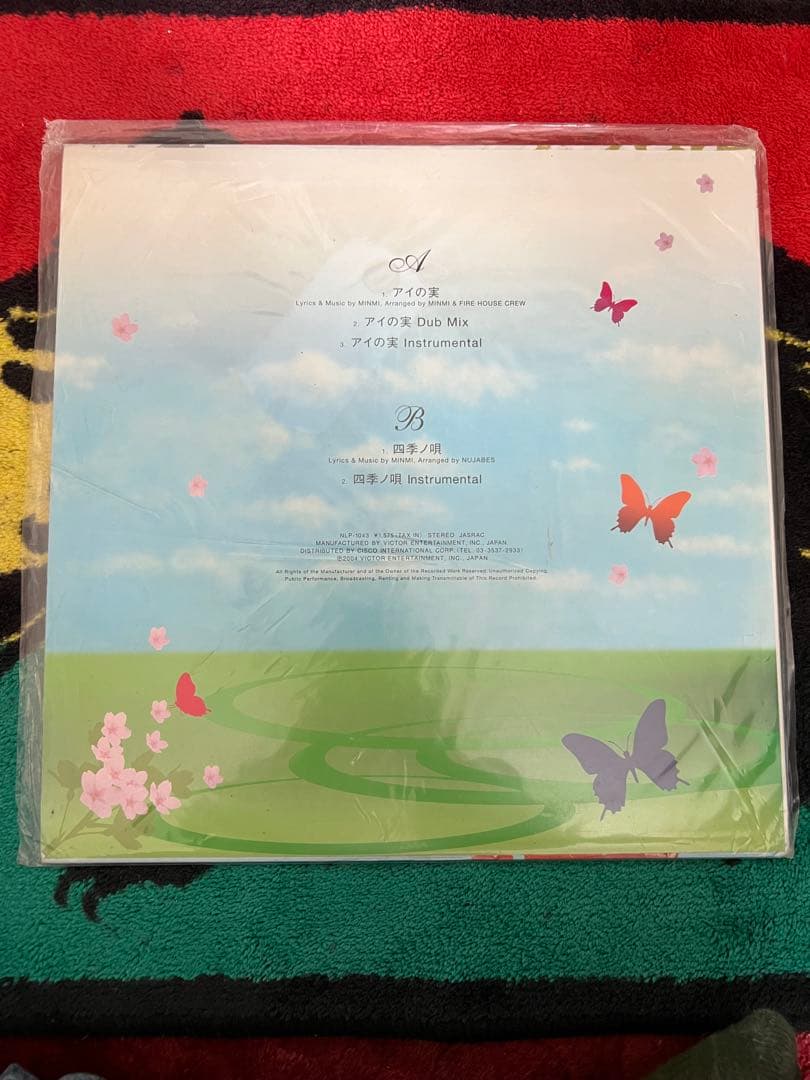 A
1. アイの実
Lyrics & Music by MINMI, Arranged by MINMI & FIRE HOUSE CREW
2. アイの実 Dub Mix
3. アイの実 Instrumental
B
1. 四季ノ唄
Lyrics & Music by MINMI, Arranged by NUJABES
2. 四季ノ唄 Instrumental
NLP-1043 ¥1,575 (TAX IN) STEREO JASRAC
MANUFACTURED BY VICTOR ENTERTAINMENT, INC., JAPAN
DISTRIBUTED BY CISCO INTERNATIONAL CORP. (TEL: 03-3537-2933)
Ⓟ2004 VICTOR ENTERTAINMENT, INC., JAPAN
All Rights of the Manufacturer and of the Owner of the Recorded Work Reserved. Unauthorized Copying,
Public Performance, Broadcasting, Renting and Making Transmittable of This Record Prohibited.